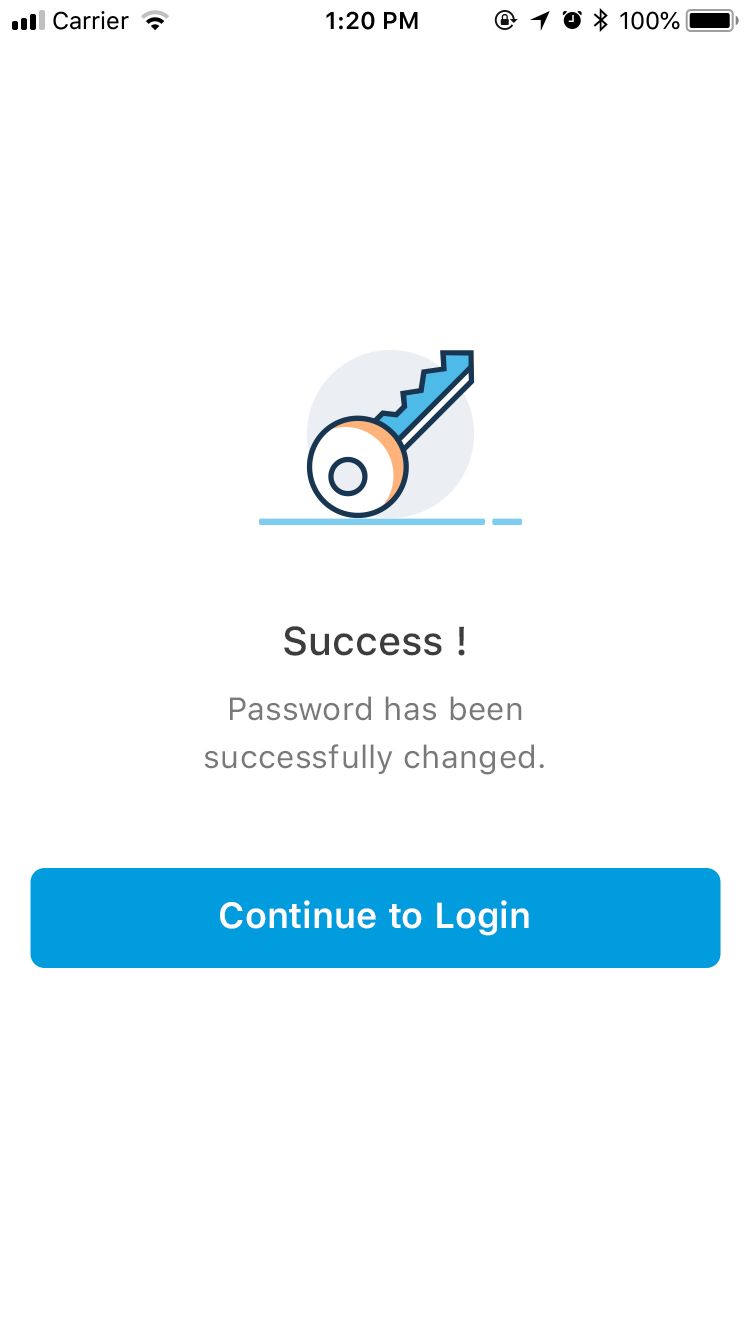 Carrier 1:20 PM 100%
Success !
Password has been
successfully changed.
Continue to Login